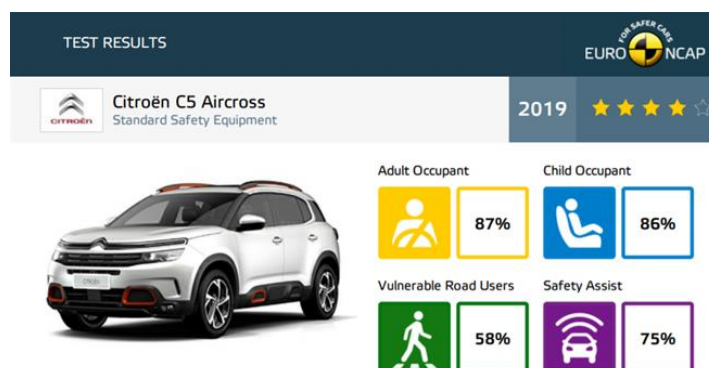 TEST RESULTS
FOR SAFER CARS
EURO NCAP
CITROËN
Citroën C5 Aircross
Standard Safety Equipment
2019
Adult Occupant
87%
Child Occupant
86%
Vulnerable Road Users
58%
Safety Assist
75%
CITROËN